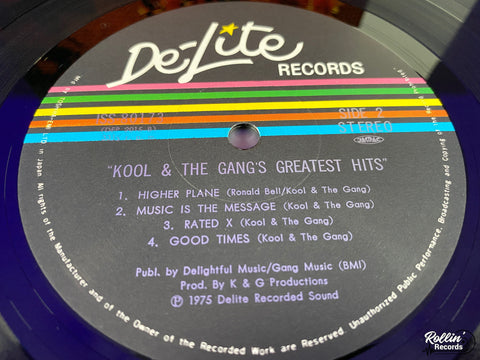 De-Lite
RECORDS
SIDE 2
STEREO
"KOOL & THE GANG'S GREATEST HITS"
1. HIGHER PLANE (Ronald Bell/Kool & The Gang)
2. MUSIC IS THE MESSAGE (Kool & The Gang)
3. RATED X (Kool & The Gang)
4. GOOD TIMES (Kool & The Gang)
Publ. by Delightful Music/Gang Music (BMI)
Prod. By K & G Productions
Ⓟ 1975 Delite Recorded Sound
in Japan. All rights of the Manufacturer and of the Owner of the Recorded Work are Reserved. Unauthorized Public Performance, Broadcasting and Copying of
Rollin'
Records